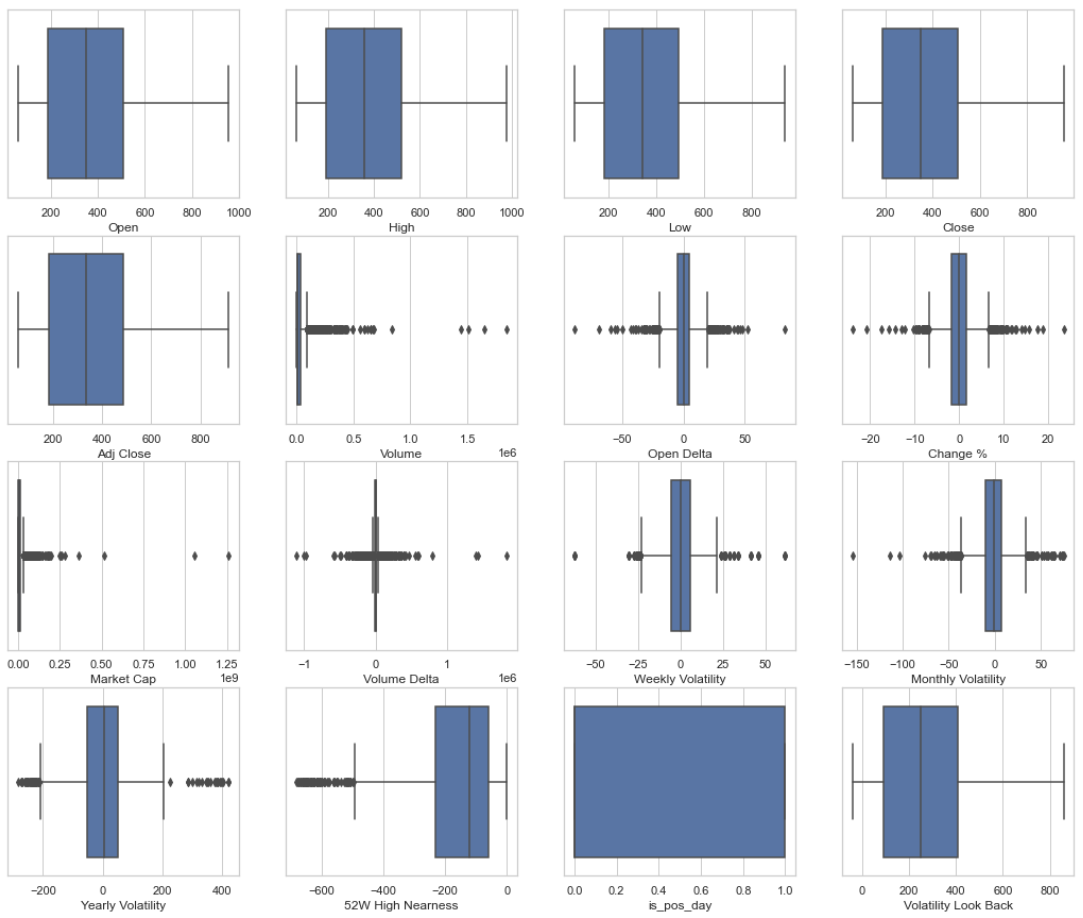 200 400 600 800 1000
Open
200 400 600 800 1000
High
200 400 600 800
Low
200 400 600 800
Close
200 400 600 800
Adj Close
0.0 0.5 1.0 1.5
1e6
Volume
−50 0 50
Open Delta
−20 −10 0 10 20
Change %
0.00 0.25 0.50 0.75 1.00 1.25
1e9
Market Cap
−1 0 1
1e6
Volume Delta
−50 −25 0 25 50
Weekly Volatility
−150 −100 −50 0 50
Monthly Volatility
−200 0 200 400
Yearly Volatility
−600 −400 −200 0
52W High Nearness
0.0 0.2 0.4 0.6 0.8 1.0
is_pos_day
0 200 400 600 800
Volatility Look Back